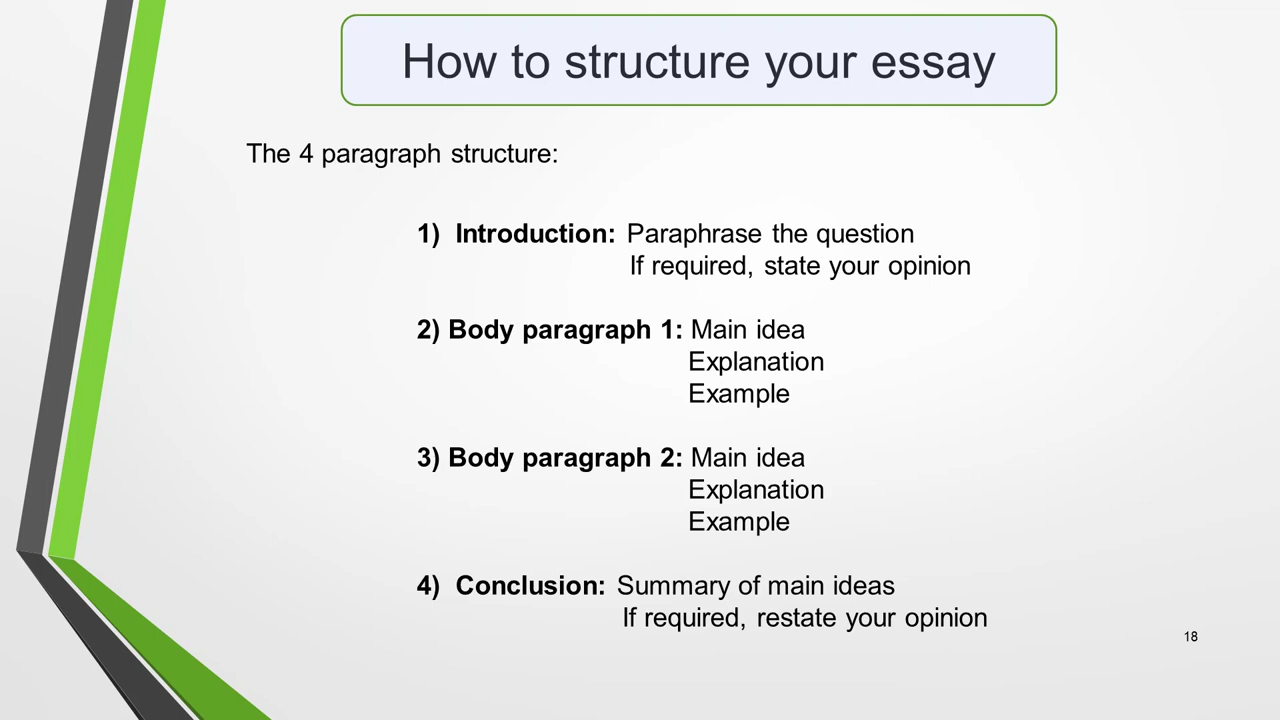 How to structure your essay
The 4 paragraph structure:
1) Introduction: Paraphrase the question
If required, state your opinion
2) Body paragraph 1: Main idea
Explanation
Example
3) Body paragraph 2: Main idea
Explanation
Example
4) Conclusion: Summary of main ideas
If required, restate your opinion
18